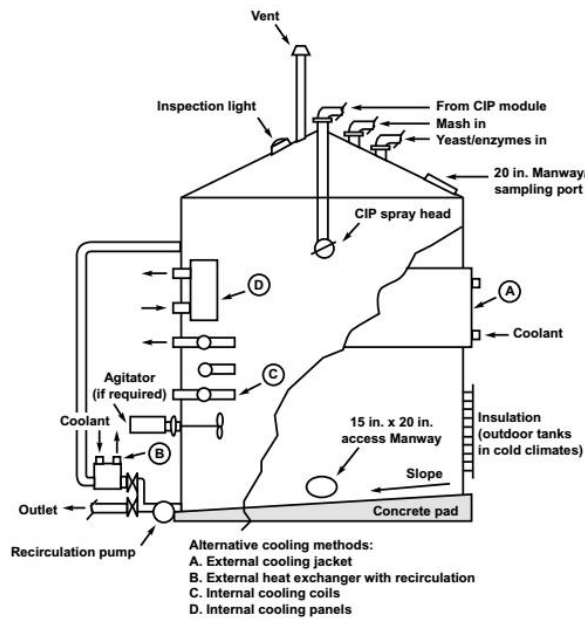 Vent
Inspection light
From CIP module
Mash in
Yeast/enzymes in
20 in. Manway/
sampling port
CIP spray head
D
A
Coolant
C
Agitator
(if required)
Coolant
B
15 in. x 20 in.
access Manway
Insulation
(outdoor tanks
in cold climates)
Slope
Outlet
Concrete pad
Recirculation pump
Alternative cooling methods:
A. External cooling jacket
B. External heat exchanger with recirculation
C. Internal cooling coils
D. Internal cooling panels